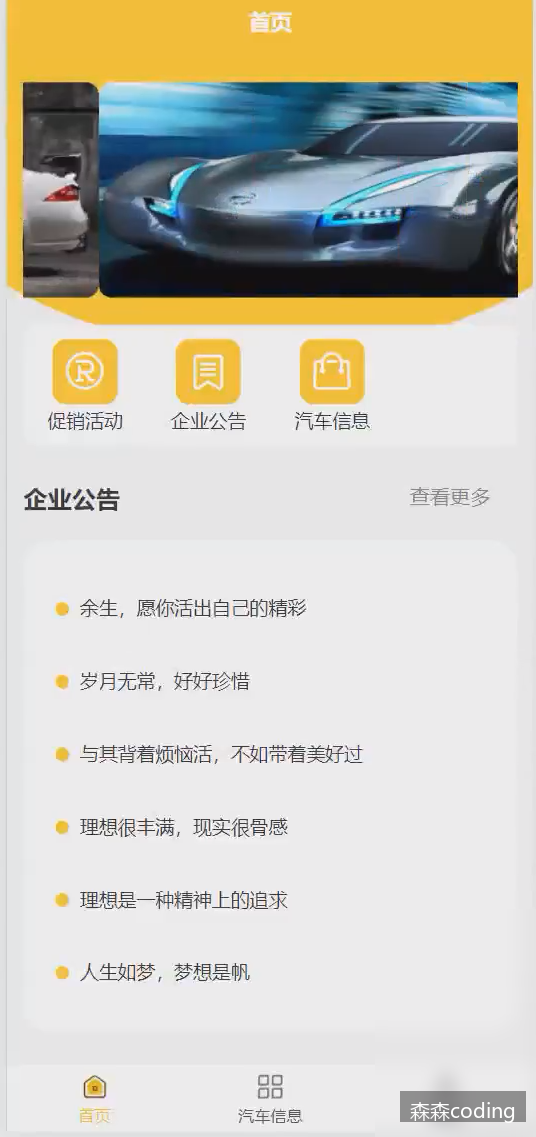 首页
促销活动 企业公告 汽车信息
企业公告 查看更多
余生，愿你活出自己的精彩
岁月无常，好好珍惜
与其背着烦恼活，不如带着美好过
理想很丰满，现实很骨感
理想是一种精神上的追求
人生如梦，梦想是帆
首页 汽车信息
森森coding